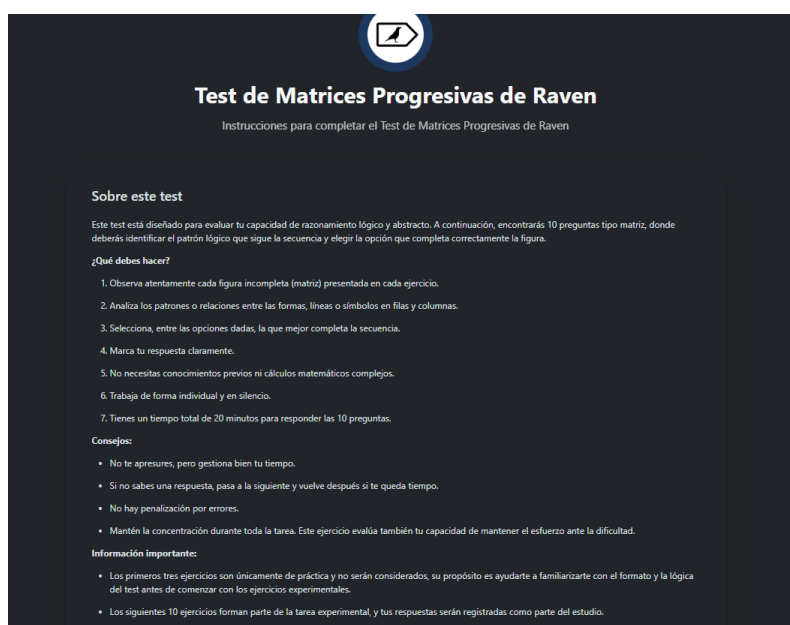 Test de Matrices Progresivas de Raven
Instrucciones para completar el Test de Matrices Progresivas de Raven
Sobre este test
Este test está diseñado para evaluar tu capacidad de razonamiento lógico y abstracto. A continuación, encontrarás 10 preguntas tipo matriz, donde
deberás identificar el patrón lógico que sigue la secuencia y elegir la opción que completa correctamente la figura.
¿Qué debes hacer?
1. Observa atentamente cada figura incompleta (matriz) presentada en cada ejercicio.
2. Analiza los patrones o relaciones entre las formas, líneas o símbolos en filas y columnas.
3. Selecciona, entre las opciones dadas, la que mejor completa la secuencia.
4. Marca tu respuesta claramente.
5. No necesitas conocimientos previos ni cálculos matemáticos complejos.
6. Trabaja de forma individual y en silencio.
7. Tienes un tiempo total de 20 minutos para responder las 10 preguntas.
Consejos:
• No te apresures, pero gestiona bien tu tiempo.
• Si no sabes una respuesta, pasa a la siguiente y vuelve después si te queda tiempo.
• No hay penalización por errores.
• Mantén la concentración durante toda la tarea. Este ejercicio evalúa también tu capacidad de mantener el esfuerzo ante la dificultad.
Información importante:
• Los primeros tres ejercicios son únicamente de práctica y no serán considerados, su propósito es ayudarte a familiarizarte con el formato y la lógica
del test antes de comenzar con los ejercicios experimentales.
• Los siguientes 10 ejercicios forman parte de la tarea experimental, y tus respuestas serán registradas como parte del estudio.